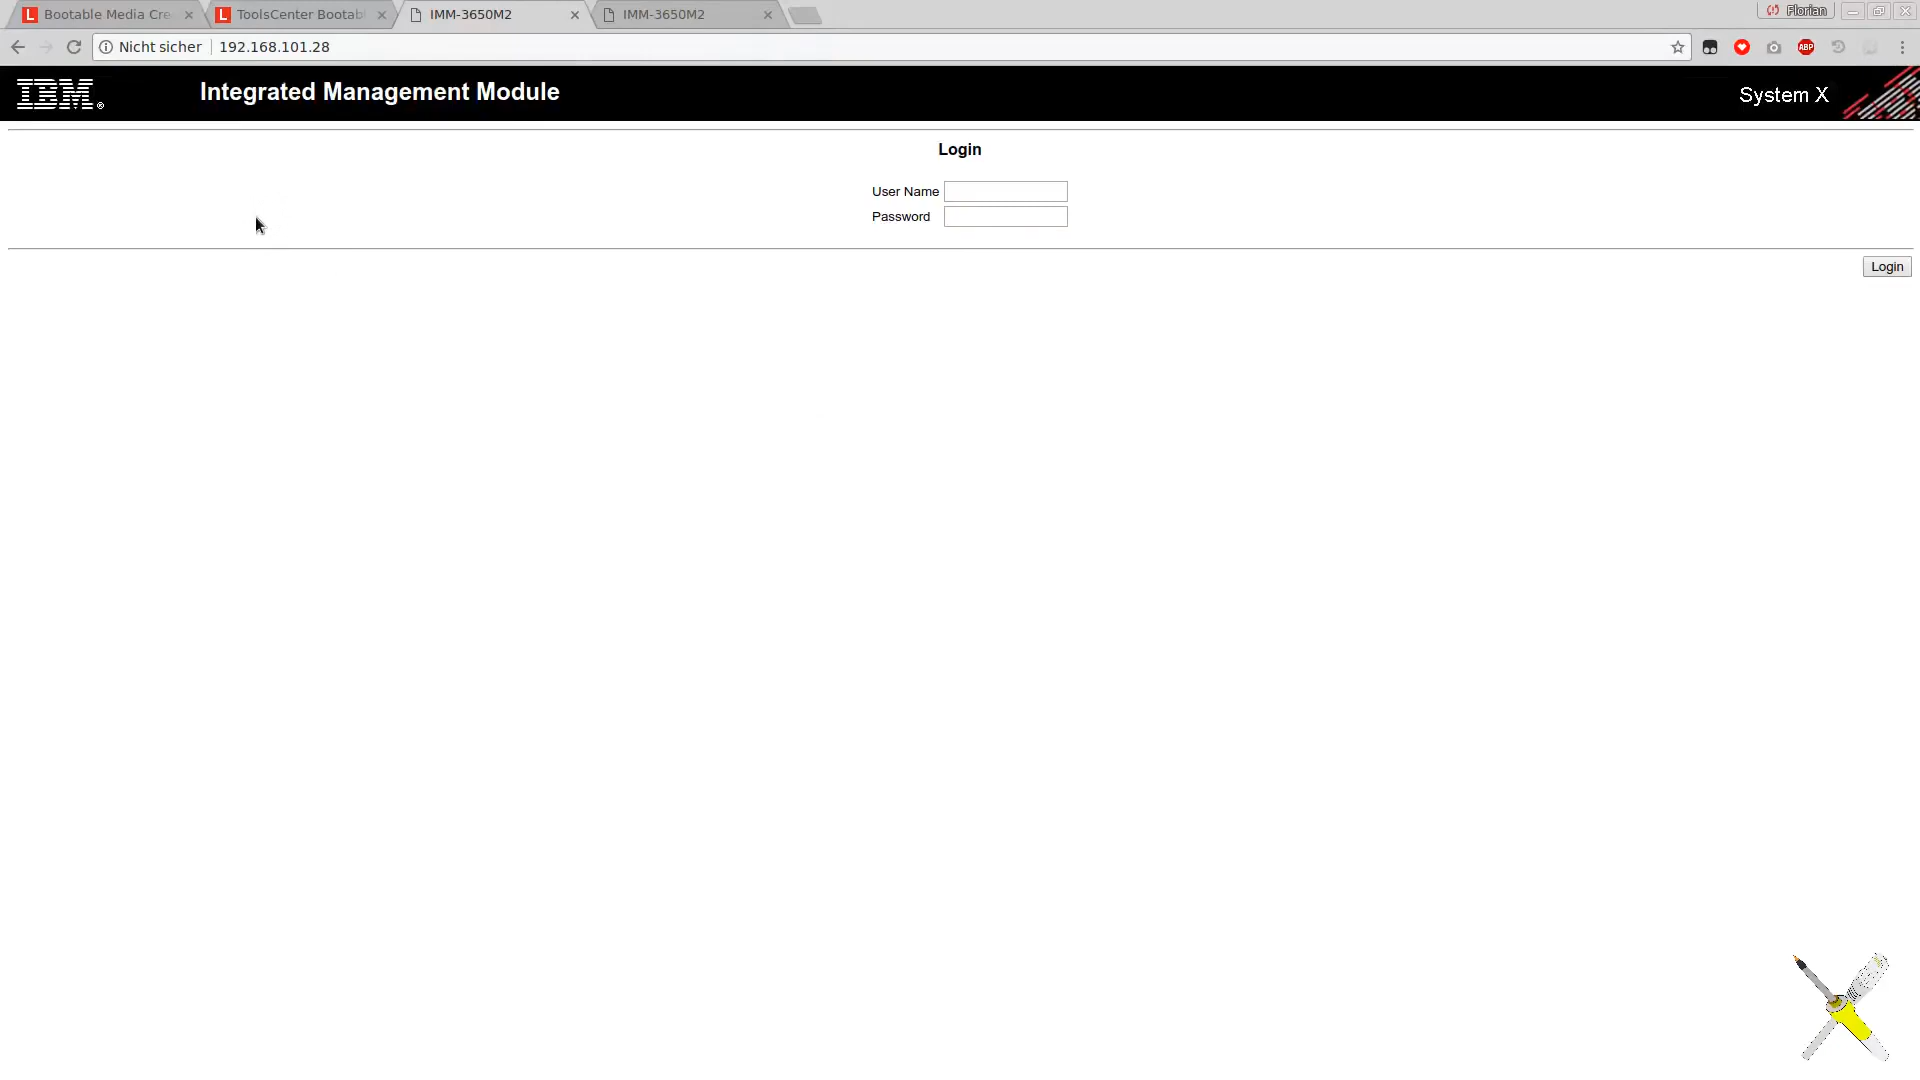 Bootable Media Cre
ToolsCenter Bootab
IMM-3650M2
IMM-3650M2
Florian
Nicht sicher
192.168.101.28
ABP
IBM®
Integrated Management Module
System X
Login
User Name
Password
Login